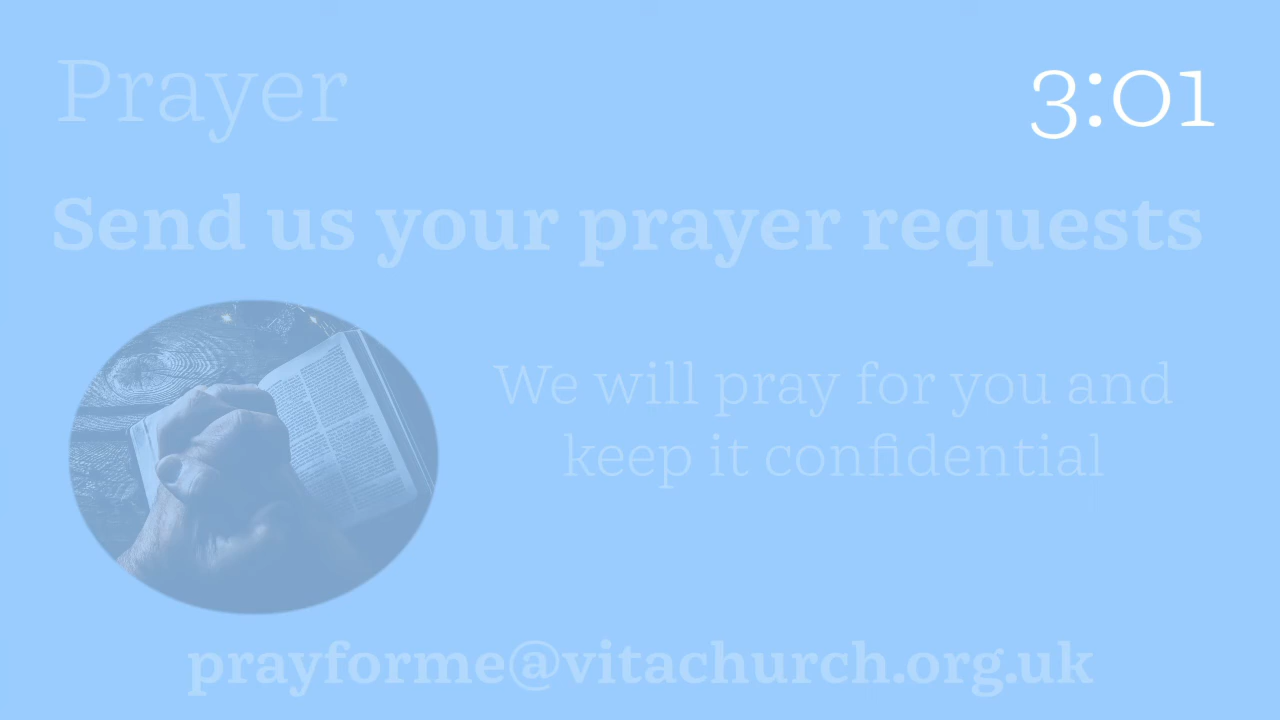 Prayer
3:01
Send us your prayer requests
We will pray for you and
keep it confidential
prayforme@vitachurch.org.uk